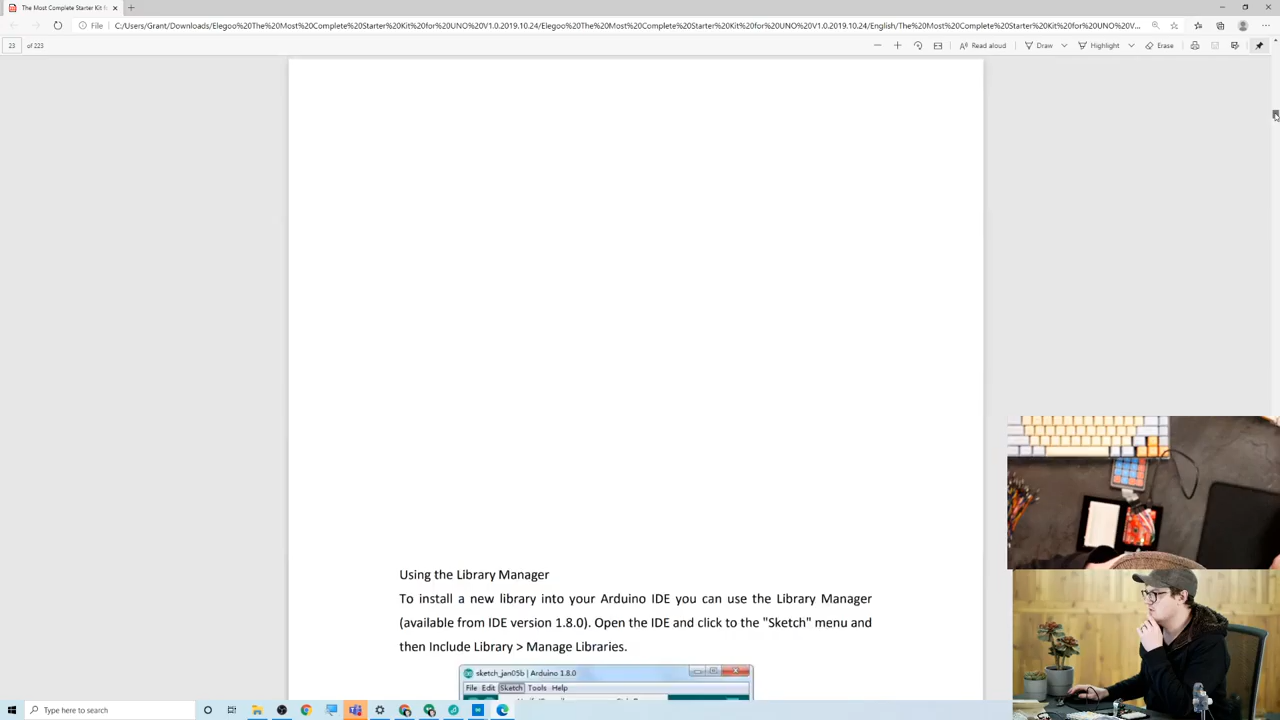 The Most Complete Starter Kit f
File
C:/Users/Grant/Downloads/Elegoo%20The%20Most%20Complete%20Starter%20Kit%20for%20UNO%20V1.0.2019.10.24/Elegoo%20The%20Most%20Complete%20Starter%20Kit%20for%20UNO%20V1.0.2019.10.24/English/The%20Most%20Complete%20Starter%20Kit%20for%20UNO%20V...
23 of 223
Read aloud
Draw
Highlight
Erase
Using the Library Manager
To install a new library into your Arduino IDE you can use the Library Manager
(available from IDE version 1.8.0). Open the IDE and click to the "Sketch" menu and
then Include Library > Manage Libraries.
sketch_jan05b | Arduino 1.8.0
File Edit Sketch Tools Help
Type here to search